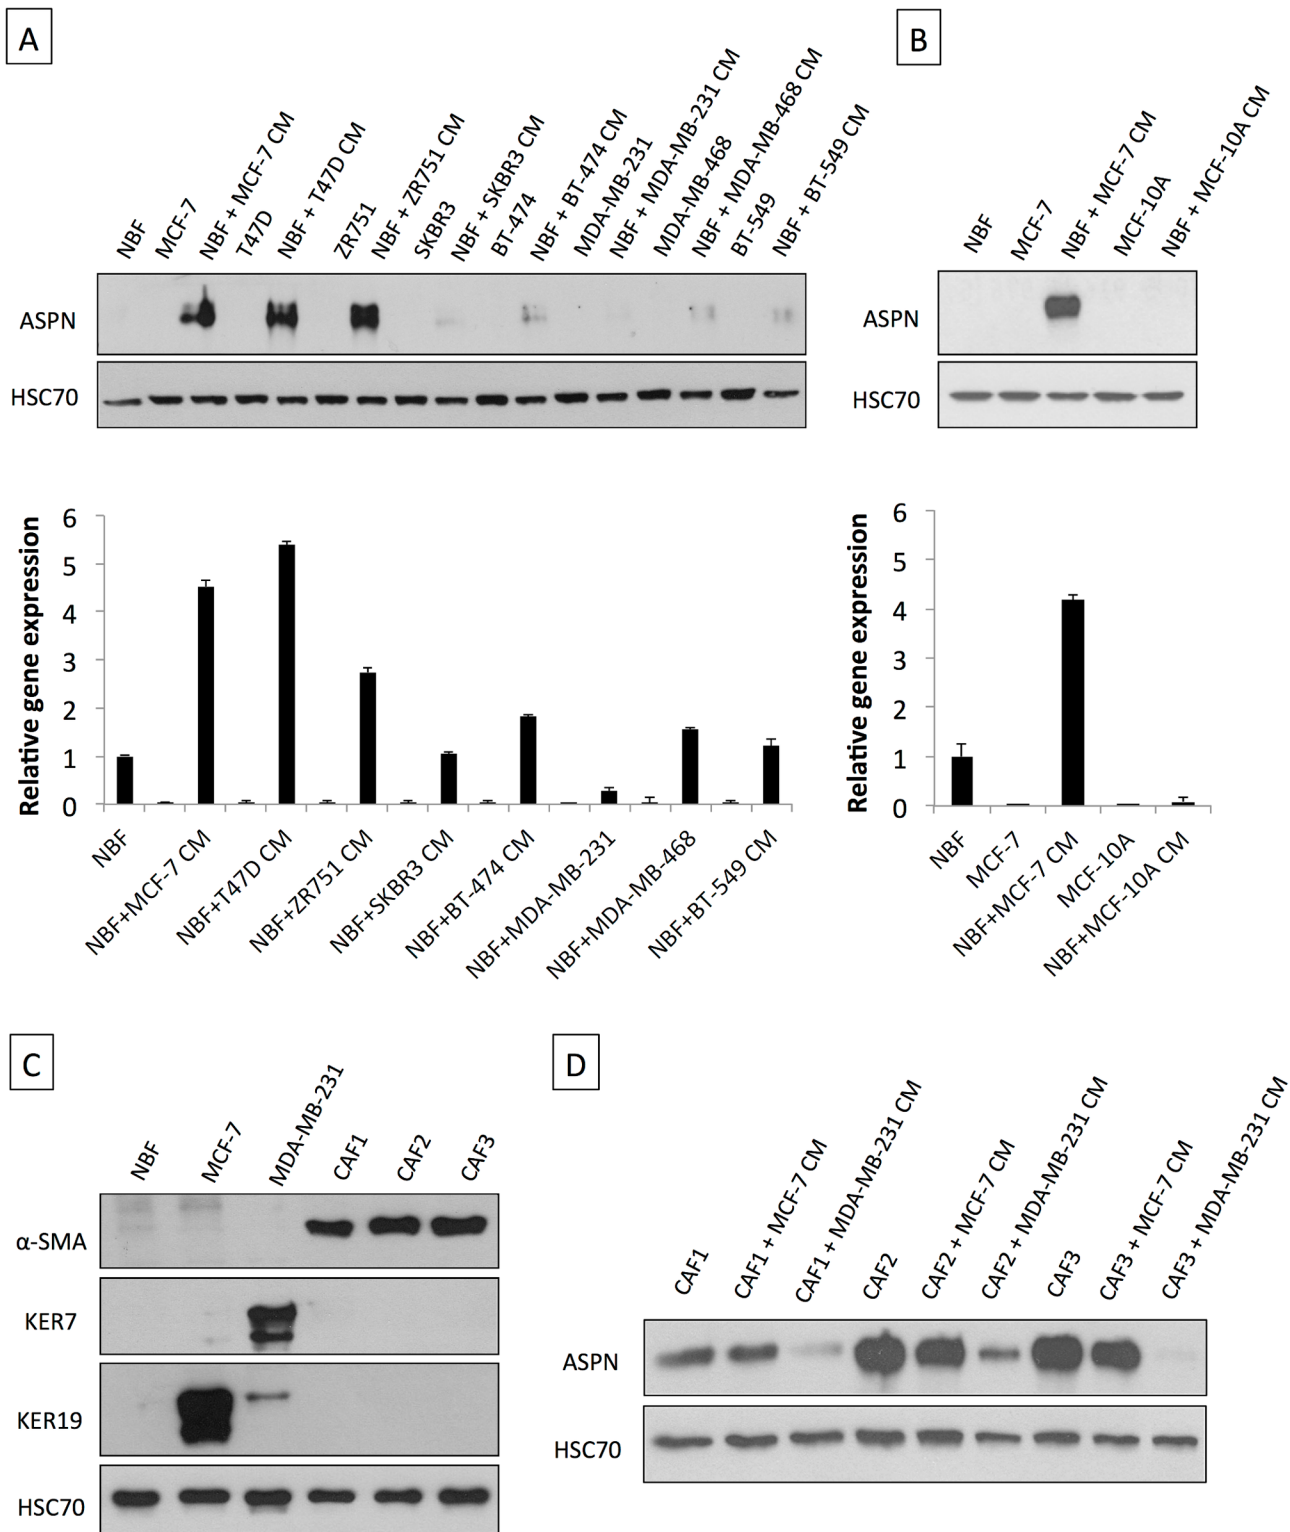 A
NBF
MCF-7
NBF + MCF-7 CM
T47D
NBF + T47D CM
ZR751
NBF + ZR751 CM
SKBR3
NBF + SKBR3 CM
BT-474
NBF + BT-474 CM
MDA-MB-231
NBF + MDA-MB-231 CM
MDA-MB-468
NBF + MDA-MB-468 CM
BT-549
NBF + BT-549 CM
ASPN
HSC70
Relative gene expression
6
5
4
3
2
1
0
NBF
NBF+MCF-7 CM
NBF+T47D CM
NBF+ZR751 CM
NBF+SKBR3 CM
NBF+BT-474 CM
NBF+MDA-MB-231
NBF+MDA-MB-468
NBF+BT-549 CM
B
NBF
MCF-7
NBF + MCF-7 CM
MCF-10A
NBF + MCF-10A CM
ASPN
HSC70
Relative gene expression
6
5
4
3
2
1
0
NBF
MCF-7
NBF+MCF-7 CM
MCF-10A
NBF+MCF-10A CM
C
NBF
MCF-7
MDA-MB-231
CAF1
CAF2
CAF3
α-SMA
KER7
KER19
HSC70
D
CAF1
CAF1 + MCF-7 CM
CAF1 + MDA-MB-231 CM
CAF2
CAF2 + MCF-7 CM
CAF2 + MDA-MB-231 CM
CAF3
CAF3 + MCF-7 CM
CAF3 + MDA-MB-231 CM
ASPN
HSC70